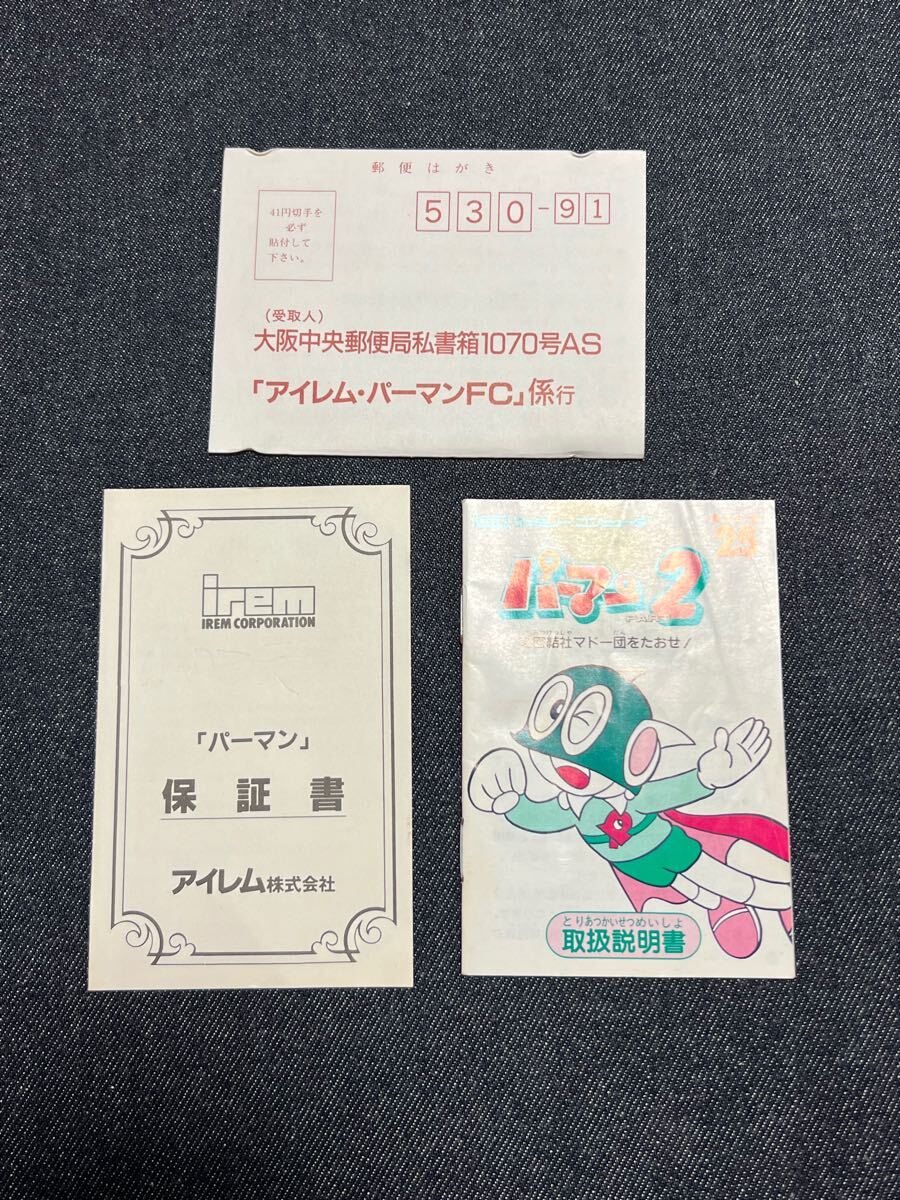 郵便はがき
41円切手を
必ず
貼付して
下さい。
530-91
(受取人)
大阪中央郵便局私書箱1070号AS
「アイレム・パーマンFC」係行
irem
IREM CORPORATION
「パーマン」
保証書
アイレム株式会社
パーマン2
PART
結社マドー団をたおせ!
とりあつかいせつめいしょ
取扱説明書